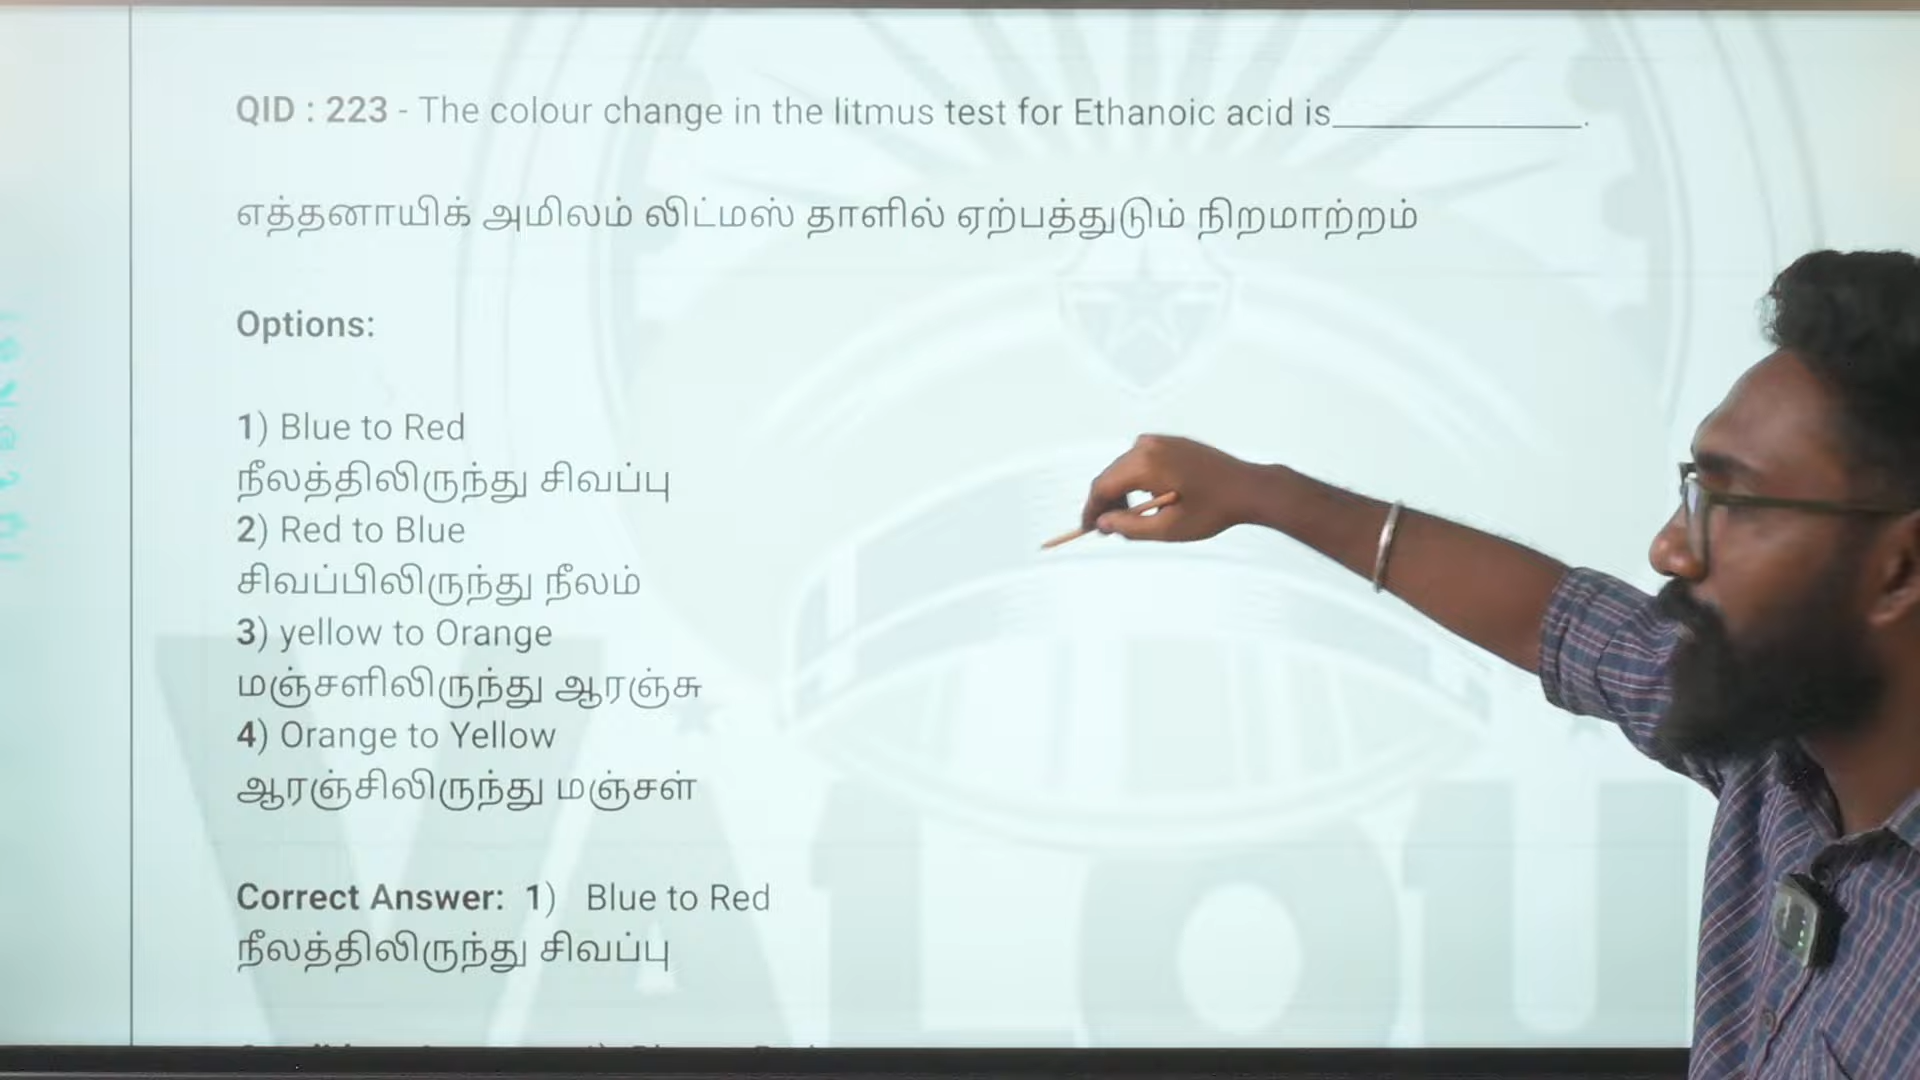 QID : 223 - The colour change in the litmus test for Ethanoic acid is____________.
எத்தனாயிக் அமிலம் லிட்மஸ் தாளில் ஏற்பத்துடும் நிறமாற்றம்
Options:
1) Blue to Red
நீலத்திலிருந்து சிவப்பு
2) Red to Blue
சிவப்பிலிருந்து நீலம்
3) yellow to Orange
மஞ்சளிலிருந்து ஆரஞ்சு
4) Orange to Yellow
ஆரஞ்சிலிருந்து மஞ்சள்
Correct Answer: 1) Blue to Red
நீலத்திலிருந்து சிவப்பு